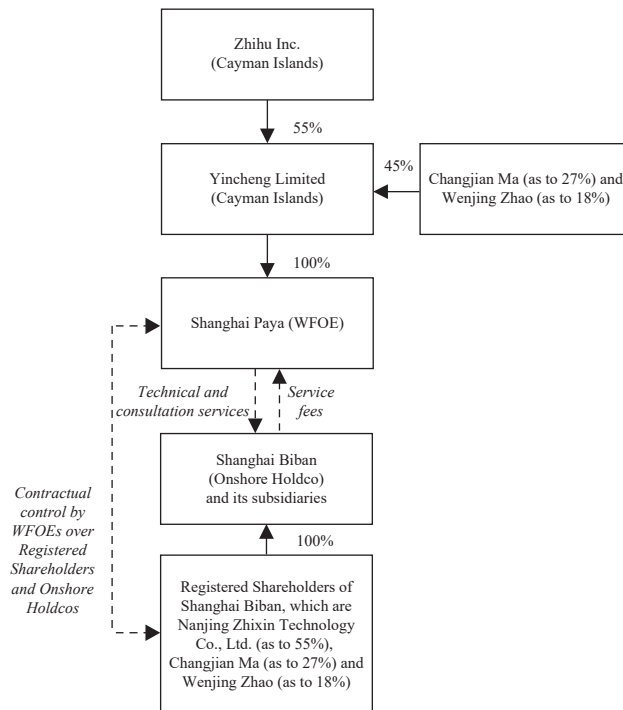 Zhihu Inc.
(Cayman Islands)
55%
Yincheng Limited
(Cayman Islands)
45%
Changjian Ma (as to 27%) and
Wenjing Zhao (as to 18%)
100%
Shanghai Paya (WFOE)
Technical and
consultation services
Service
fees
Shanghai Biban
(Onshore Holdco)
and its subsidiaries
Contractual
control by
WFOEs over
Registered
Shareholders
and Onshore
Holdcos
100%
Registered Shareholders of
Shanghai Biban, which are
Nanjing Zhixin Technology
Co., Ltd. (as to 55%),
Changjian Ma (as to 27%) and
Wenjing Zhao (as to 18%)